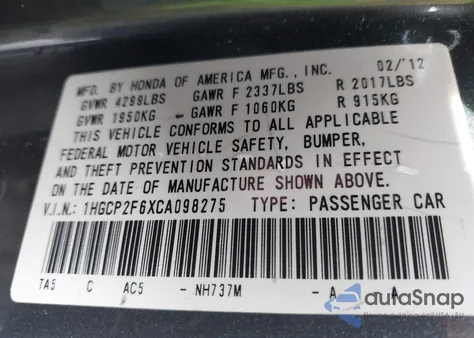 MFD. BY HONDA OF AMERICA MFG., INC. 02/'12
GVWR 4299LBS GAWR F 2337LBS R 2017LBS
GVWR 1950KG - GAWR F 1060KG R 915KG
THIS VEHICLE CONFORMS TO ALL APPLICABLE
FEDERAL MOTOR VEHICLE SAFETY, BUMPER,
AND THEFT PREVENTION STANDARDS IN EFFECT
ON THE DATE OF MANUFACTURE SHOWN ABOVE.
V.I.N.: 1HGCP2F6XCA098275 TYPE: PASSENGER CAR
TA5 C AC5 - NH737M - A A
autoSnap